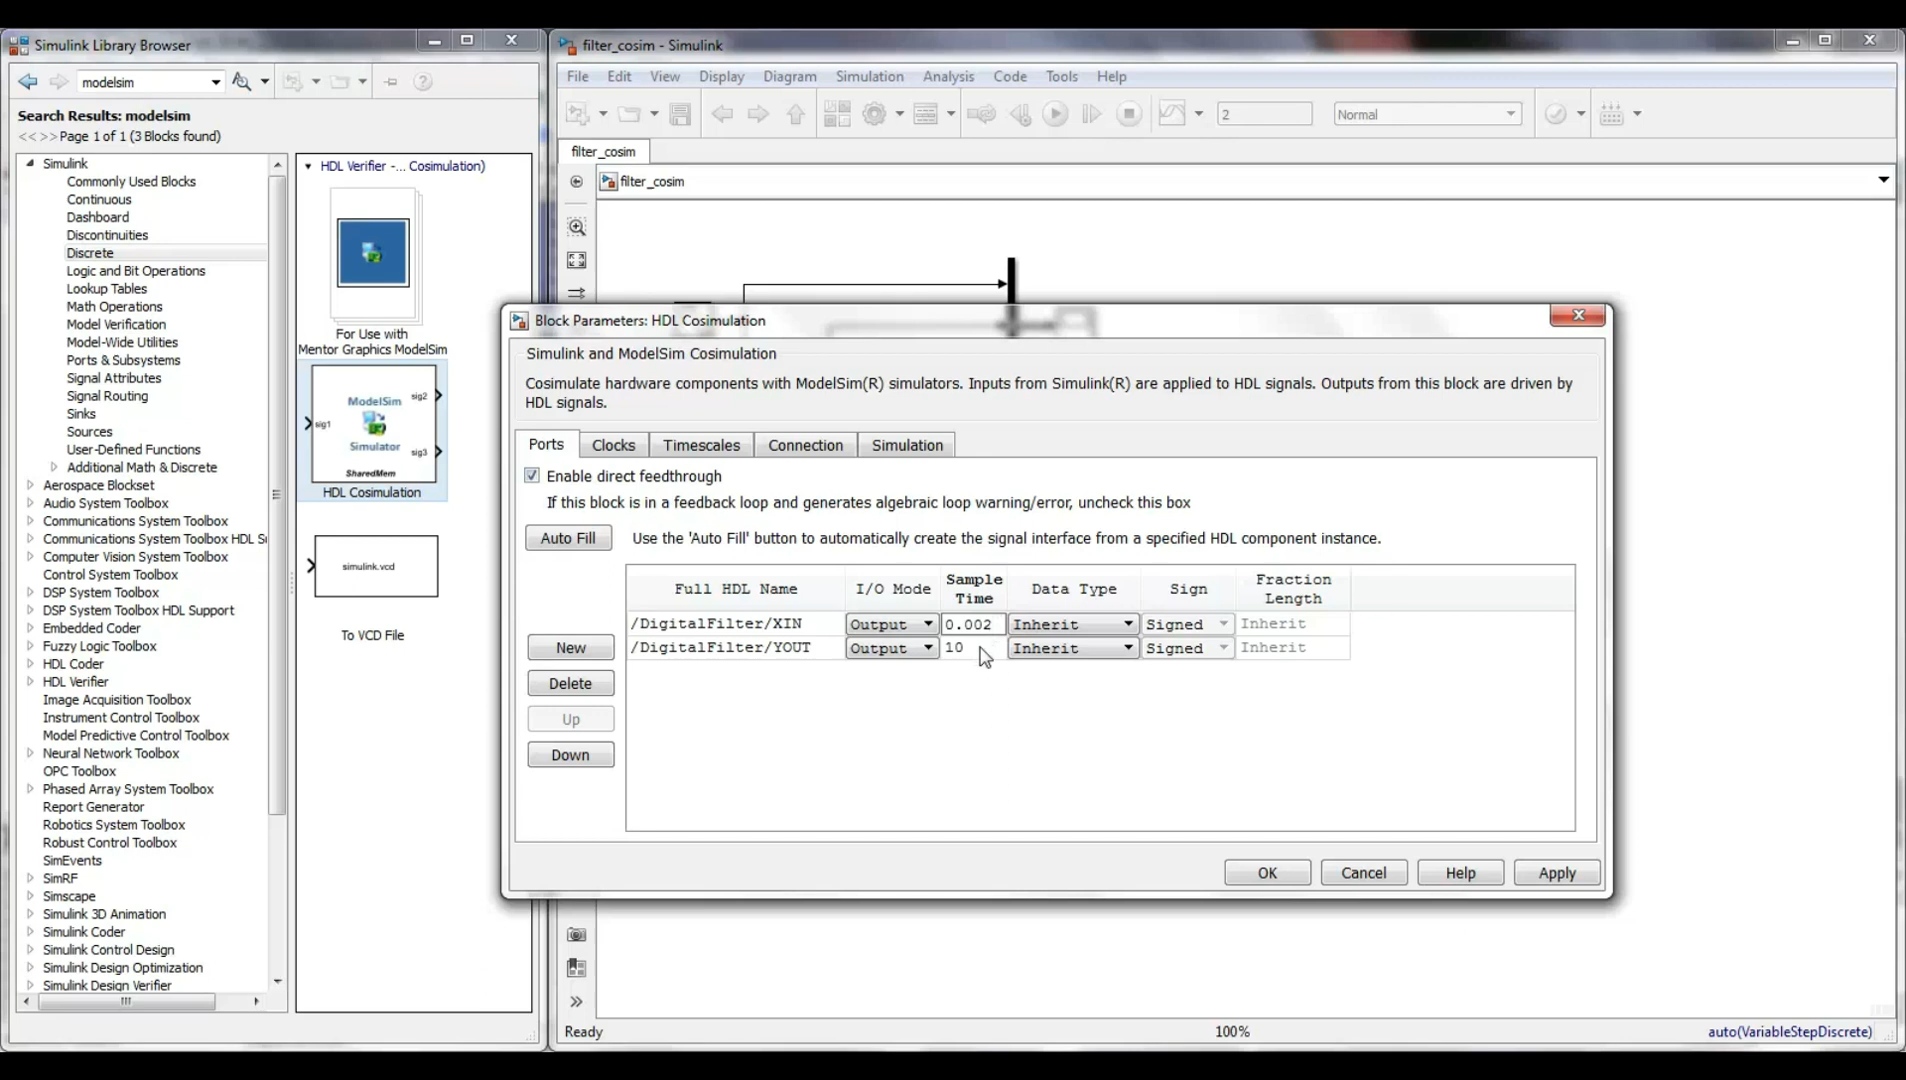 Simulink Library Browser
modelsim
Search Results: modelsim
<< >> Page 1 of 1 (3 Blocks found)
Simulink
Commonly Used Blocks
Continuous
Dashboard
Discontinuities
Discrete
Logic and Bit Operations
Lookup Tables
Math Operations
Model Verification
Model-Wide Utilities
Ports & Subsystems
Signal Attributes
Signal Routing
Sinks
Sources
User-Defined Functions
Additional Math & Discrete
Aerospace Blockset
Audio System Toolbox
Communications System Toolbox
Communications System Toolbox HDL S
Computer Vision System Toolbox
Control System Toolbox
DSP System Toolbox
DSP System Toolbox HDL Support
Embedded Coder
Fuzzy Logic Toolbox
HDL Coder
HDL Verifier
Image Acquisition Toolbox
Instrument Control Toolbox
Model Predictive Control Toolbox
Neural Network Toolbox
OPC Toolbox
Phased Array System Toolbox
Report Generator
Robotics System Toolbox
Robust Control Toolbox
SimEvents
SimRF
Simscape
Simulink 3D Animation
Simulink Coder
Simulink Control Design
Simulink Design Optimization
Simulink Design Verifier
HDL Verifier -... Cosimulation)
For Use with
Mentor Graphics ModelSim
ModelSim
sig2
sig1
Simulator
sig3
SharedMem
HDL Cosimulation
simulink.vcd
To VCD File
filter_cosim - Simulink
File Edit View Display Diagram Simulation Analysis Code Tools Help
2
Normal
filter_cosim
filter_cosim
Block Parameters: HDL Cosimulation
Simulink and ModelSim Cosimulation
Cosimulate hardware components with ModelSim(R) simulators. Inputs from Simulink(R) are applied to HDL signals. Outputs from this block are driven by
HDL signals.
Ports Clocks Timescales Connection Simulation
Enable direct feedthrough
If this block is in a feedback loop and generates algebraic loop warning/error, uncheck this box
Auto Fill Use the 'Auto Fill' button to automatically create the signal interface from a specified HDL component instance.
Full HDL Name I/O Mode Sample Time Data Type Sign Fraction Length
/DigitalFilter/XIN Output 0.002 Inherit Signed Inherit
/DigitalFilter/YOUT Output 10 Inherit Signed Inherit
New
Delete
Up
Down
OK Cancel Help Apply
Ready 100% auto(VariableStepDiscrete)